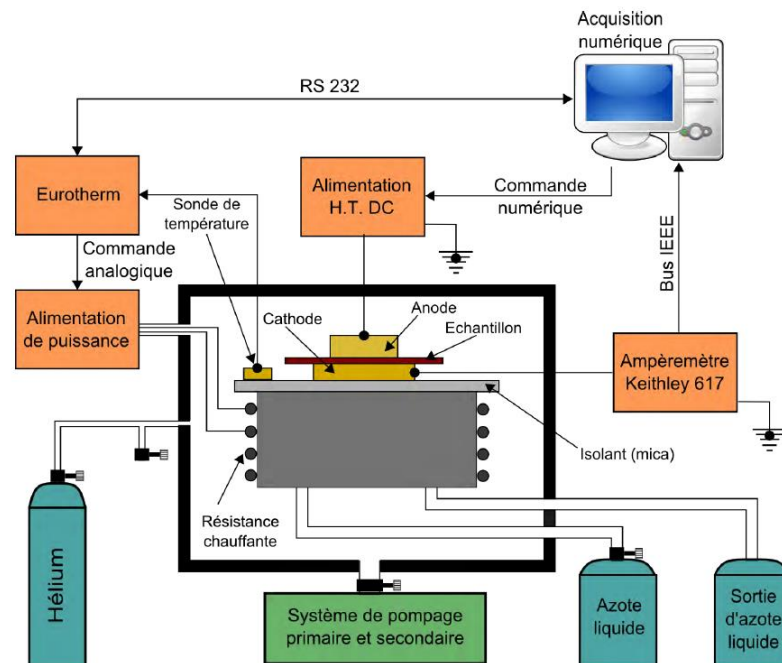 Acquisition
numérique
RS 232
Eurotherm
Sonde de
température
Alimentation
H.T. DC
Commande
numérique
Bus IEEE
Commande
analogique
Alimentation
de puissance
Cathode
Anode
Echantillon
Ampèremètre
Keithley 617
Isolant (mica)
Résistance
chauffante
Hélium
Système de pompage
primaire et secondaire
Azote
liquide
Sortie
d'azote
liquide